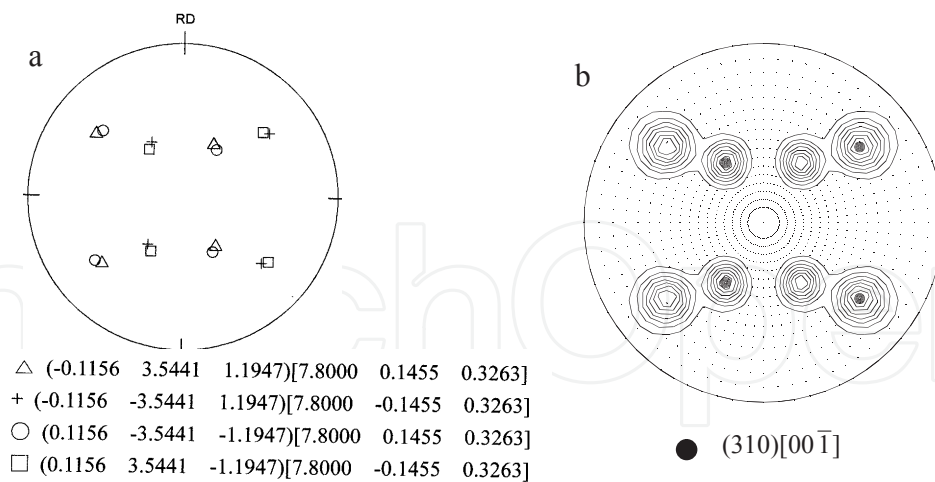 RD
a
b
△ (-0.1156 3.5441 1.1947)[7.8000 0.1455 0.3263]
+ (-0.1156 -3.5441 1.1947)[7.8000 -0.1455 0.3263]
○ (0.1156 -3.5441 -1.1947)[7.8000 0.1455 0.3263]
□ (0.1156 3.5441 -1.1947)[7.8000 -0.1455 0.3263]
● (310)[001̅]